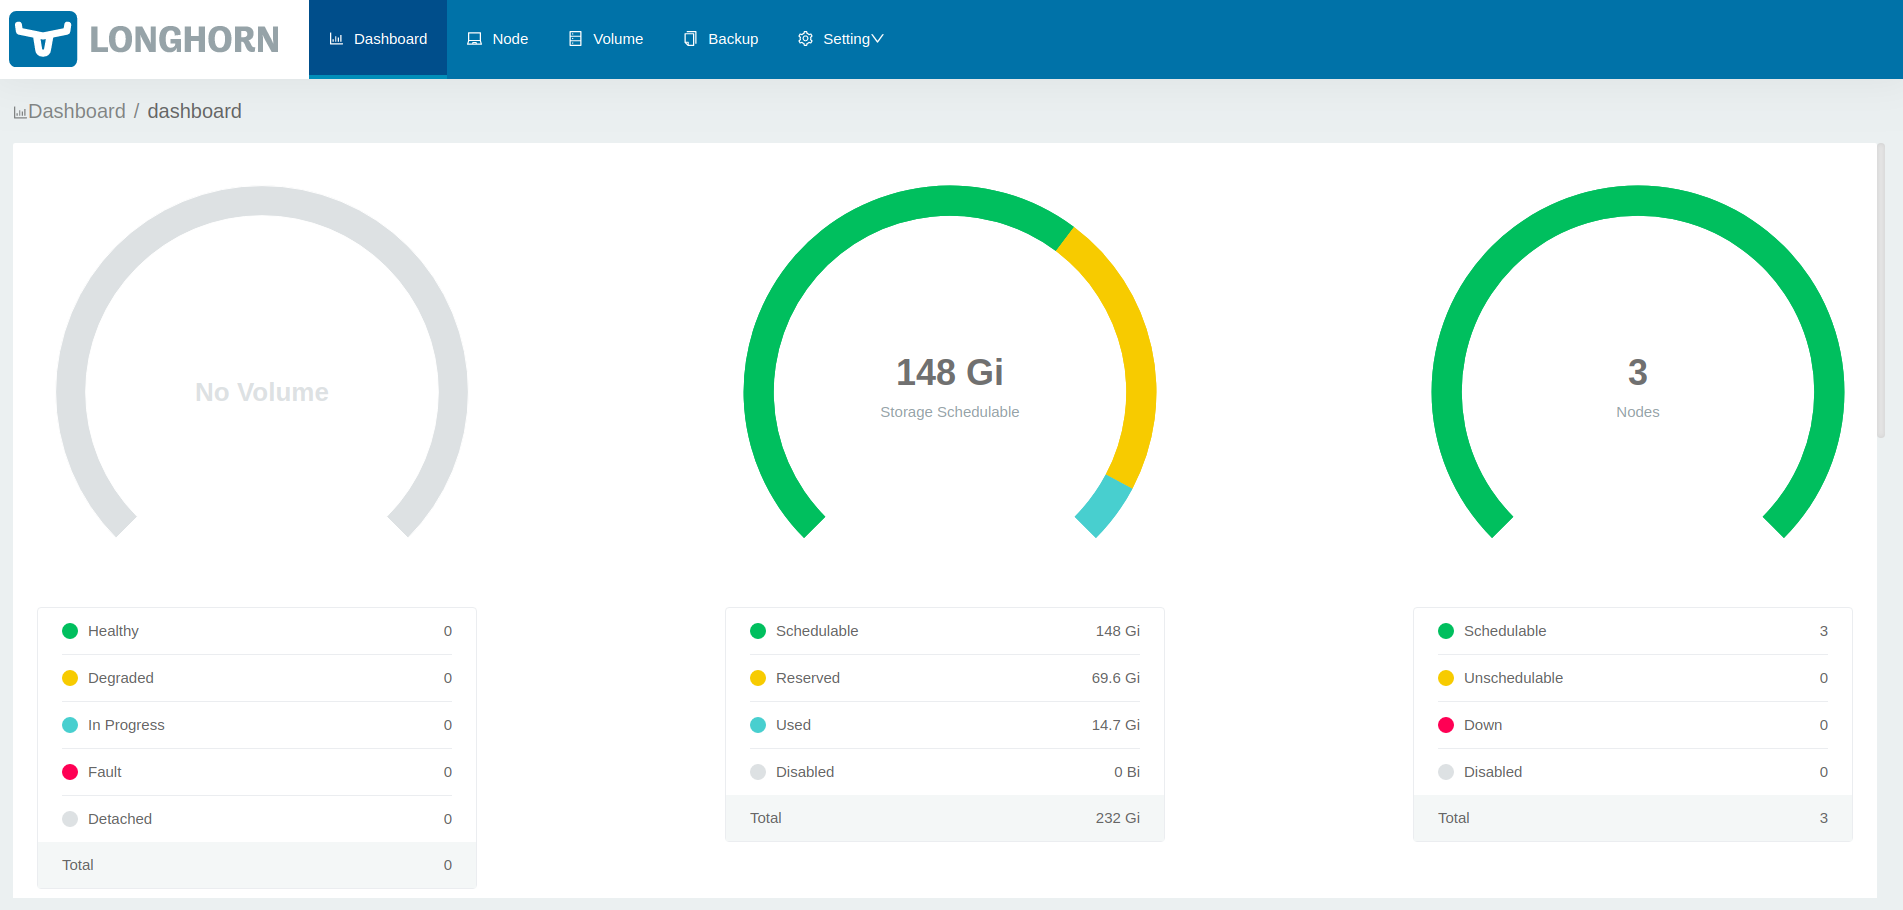 LONGHORN
Dashboard Node Volume Backup Setting
Dashboard / dashboard
No Volume
Healthy 0
Degraded 0
In Progress 0
Fault 0
Detached 0
Total 0
148 Gi
Storage Schedulable
Schedulable 148 Gi
Reserved 69.6 Gi
Used 14.7 Gi
Disabled 0 Bi
Total 232 Gi
3
Nodes
Schedulable 3
Unschedulable 0
Down 0
Disabled 0
Total 3